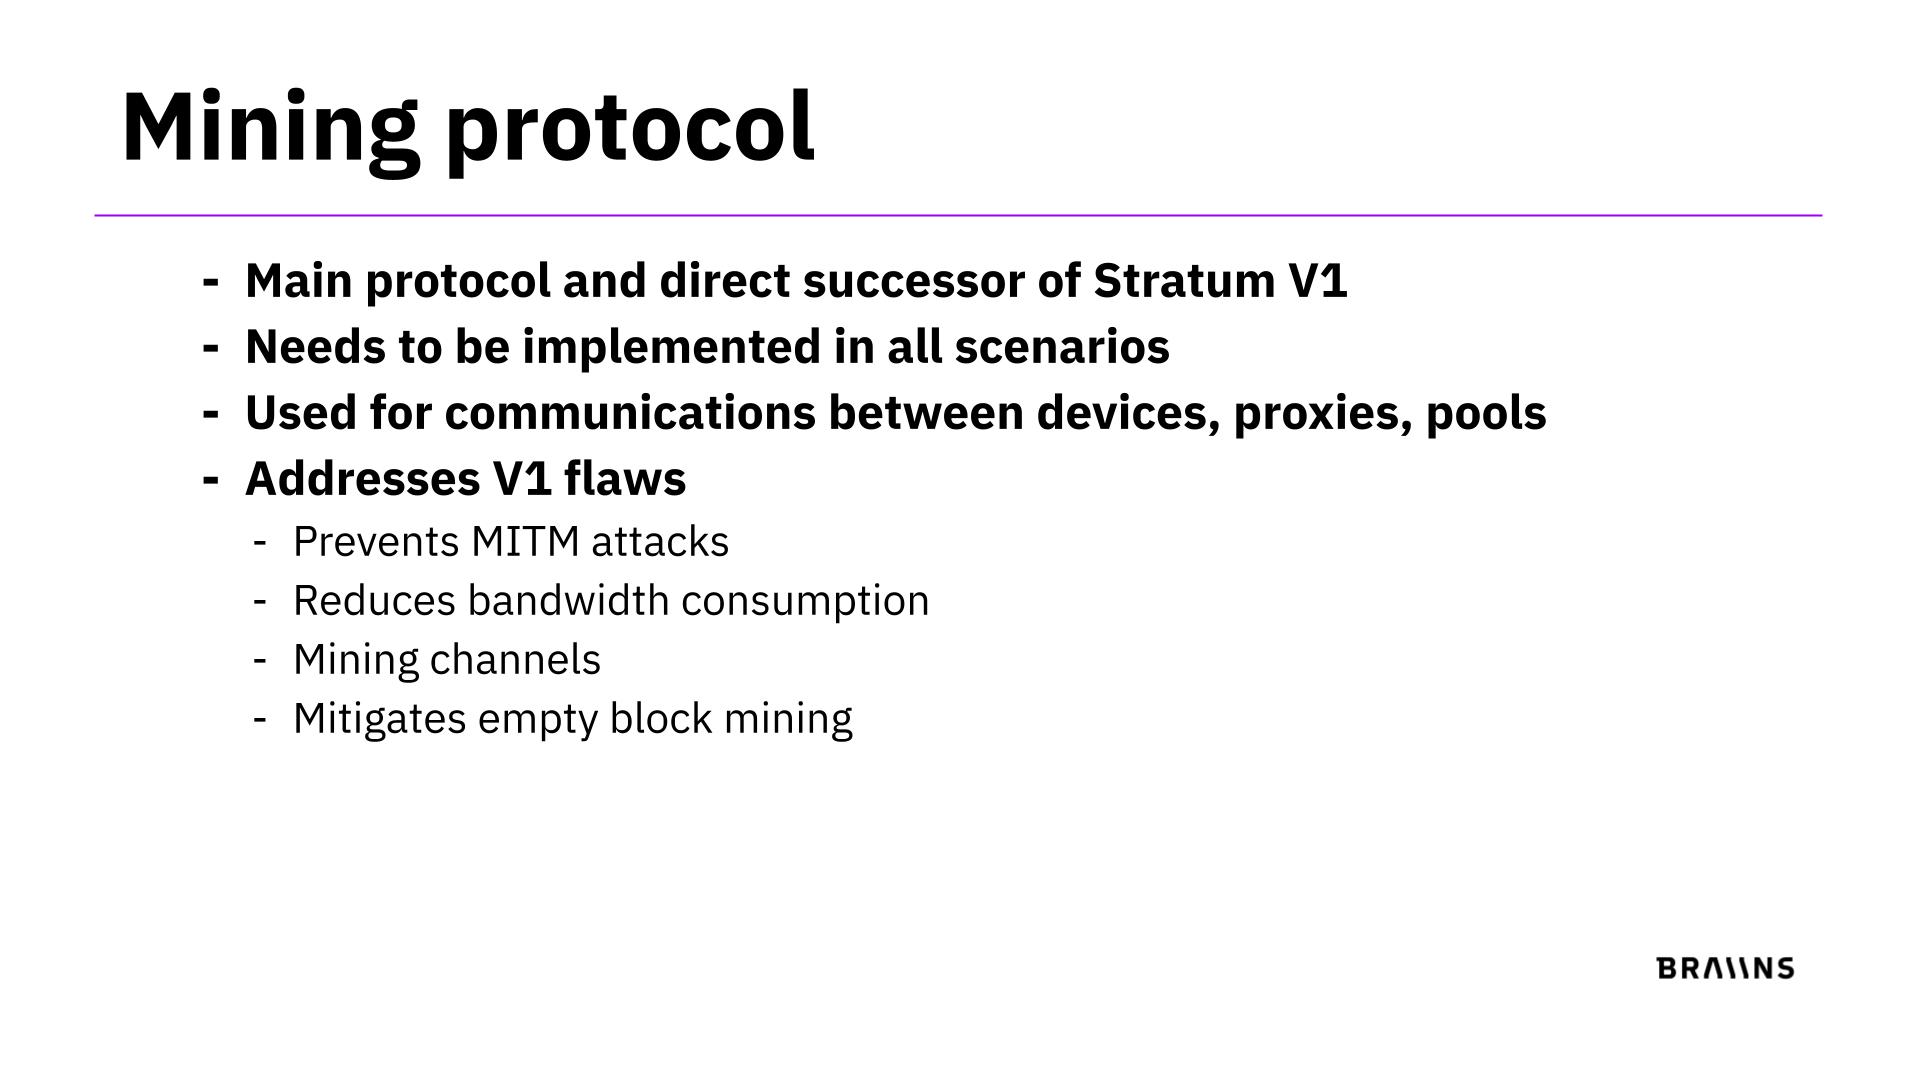 Mining protocol
- Main protocol and direct successor of Stratum V1
- Needs to be implemented in all scenarios
- Used for communications between devices, proxies, pools
- Addresses V1 flaws
- Prevents MITM attacks
- Reduces bandwidth consumption
- Mining channels
- Mitigates empty block mining
BRAIINS